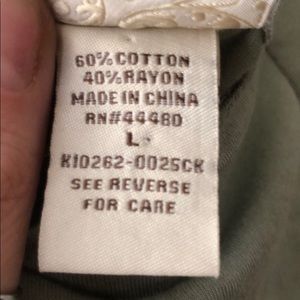 60% COTTON
40% RAYON
MADE IN CHINA
RN#44480
L
K10262-0025CK
SEE REVERSE
FOR CARE